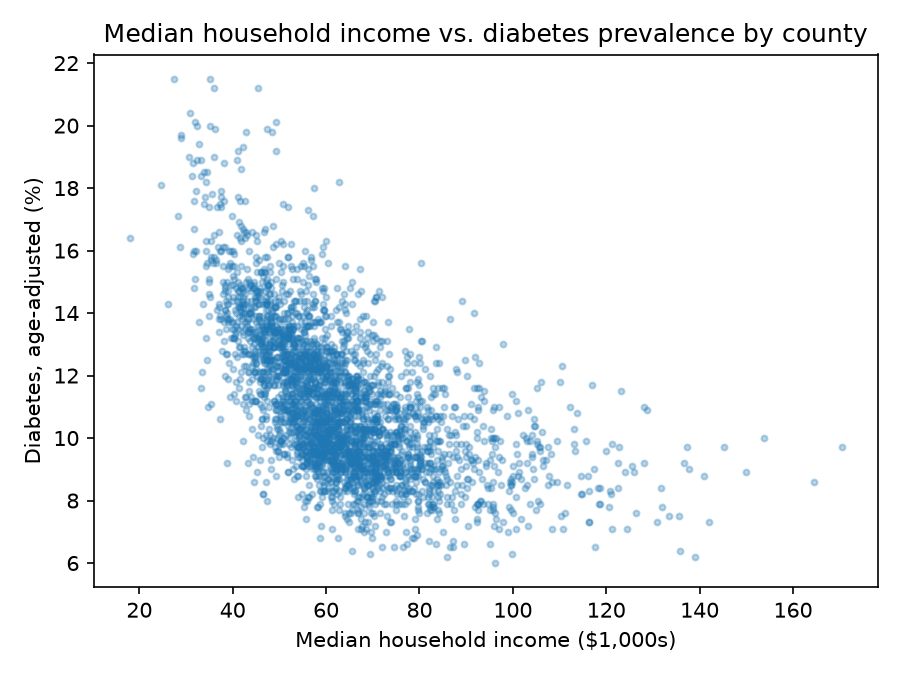 Median household income vs. diabetes prevalence by county
Diabetes, age-adjusted (%)
22
20
18
16
14
12
10
8
6
20 40 60 80 100 120 140 160
Median household income ($1,000s)